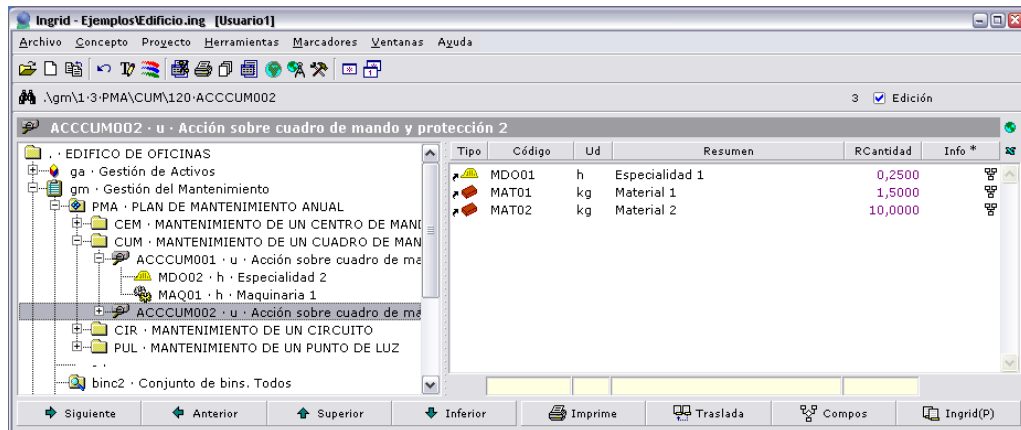 Ingrid - Ejemplos\Edificio.ing [Usuario1]
Archivo Concepto Proyecto Herramientas Marcadores Ventanas Ayuda
.\gm\1·3·PMA\CUM\120·ACCCUM002 3 Edición
ACCCUM002 · u · Acción sobre cuadro de mando y protección 2
. · EDIFICO DE OFICINAS
ga · Gestión de Activos
gm · Gestión del Mantenimiento
PMA · PLAN DE MANTENIMIENTO ANUAL
CEM · MANTENIMIENTO DE UN CENTRO DE MAND
CUM · MANTENIMIENTO DE UN CUADRO DE MAN
ACCCUM001 · u · Acción sobre cuadro de ma
MDO02 · h · Especialidad 2
MAQ01 · h · Maquinaria 1
ACCCUM002 · u · Acción sobre cuadro de ma
CIR · MANTENIMIENTO DE UN CIRCUITO
PUL · MANTENIMIENTO DE UN PUNTO DE LUZ
binc2 · Conjunto de bins. Todos
Tipo Código Ud Resumen RCantidad Info *
MDO01 h Especialidad 1 0,2500
MAT01 kg Material 1 1,5000
MAT02 kg Material 2 10,0000
Siguiente Anterior Superior Inferior Imprime Traslada Compos Ingrid(P)